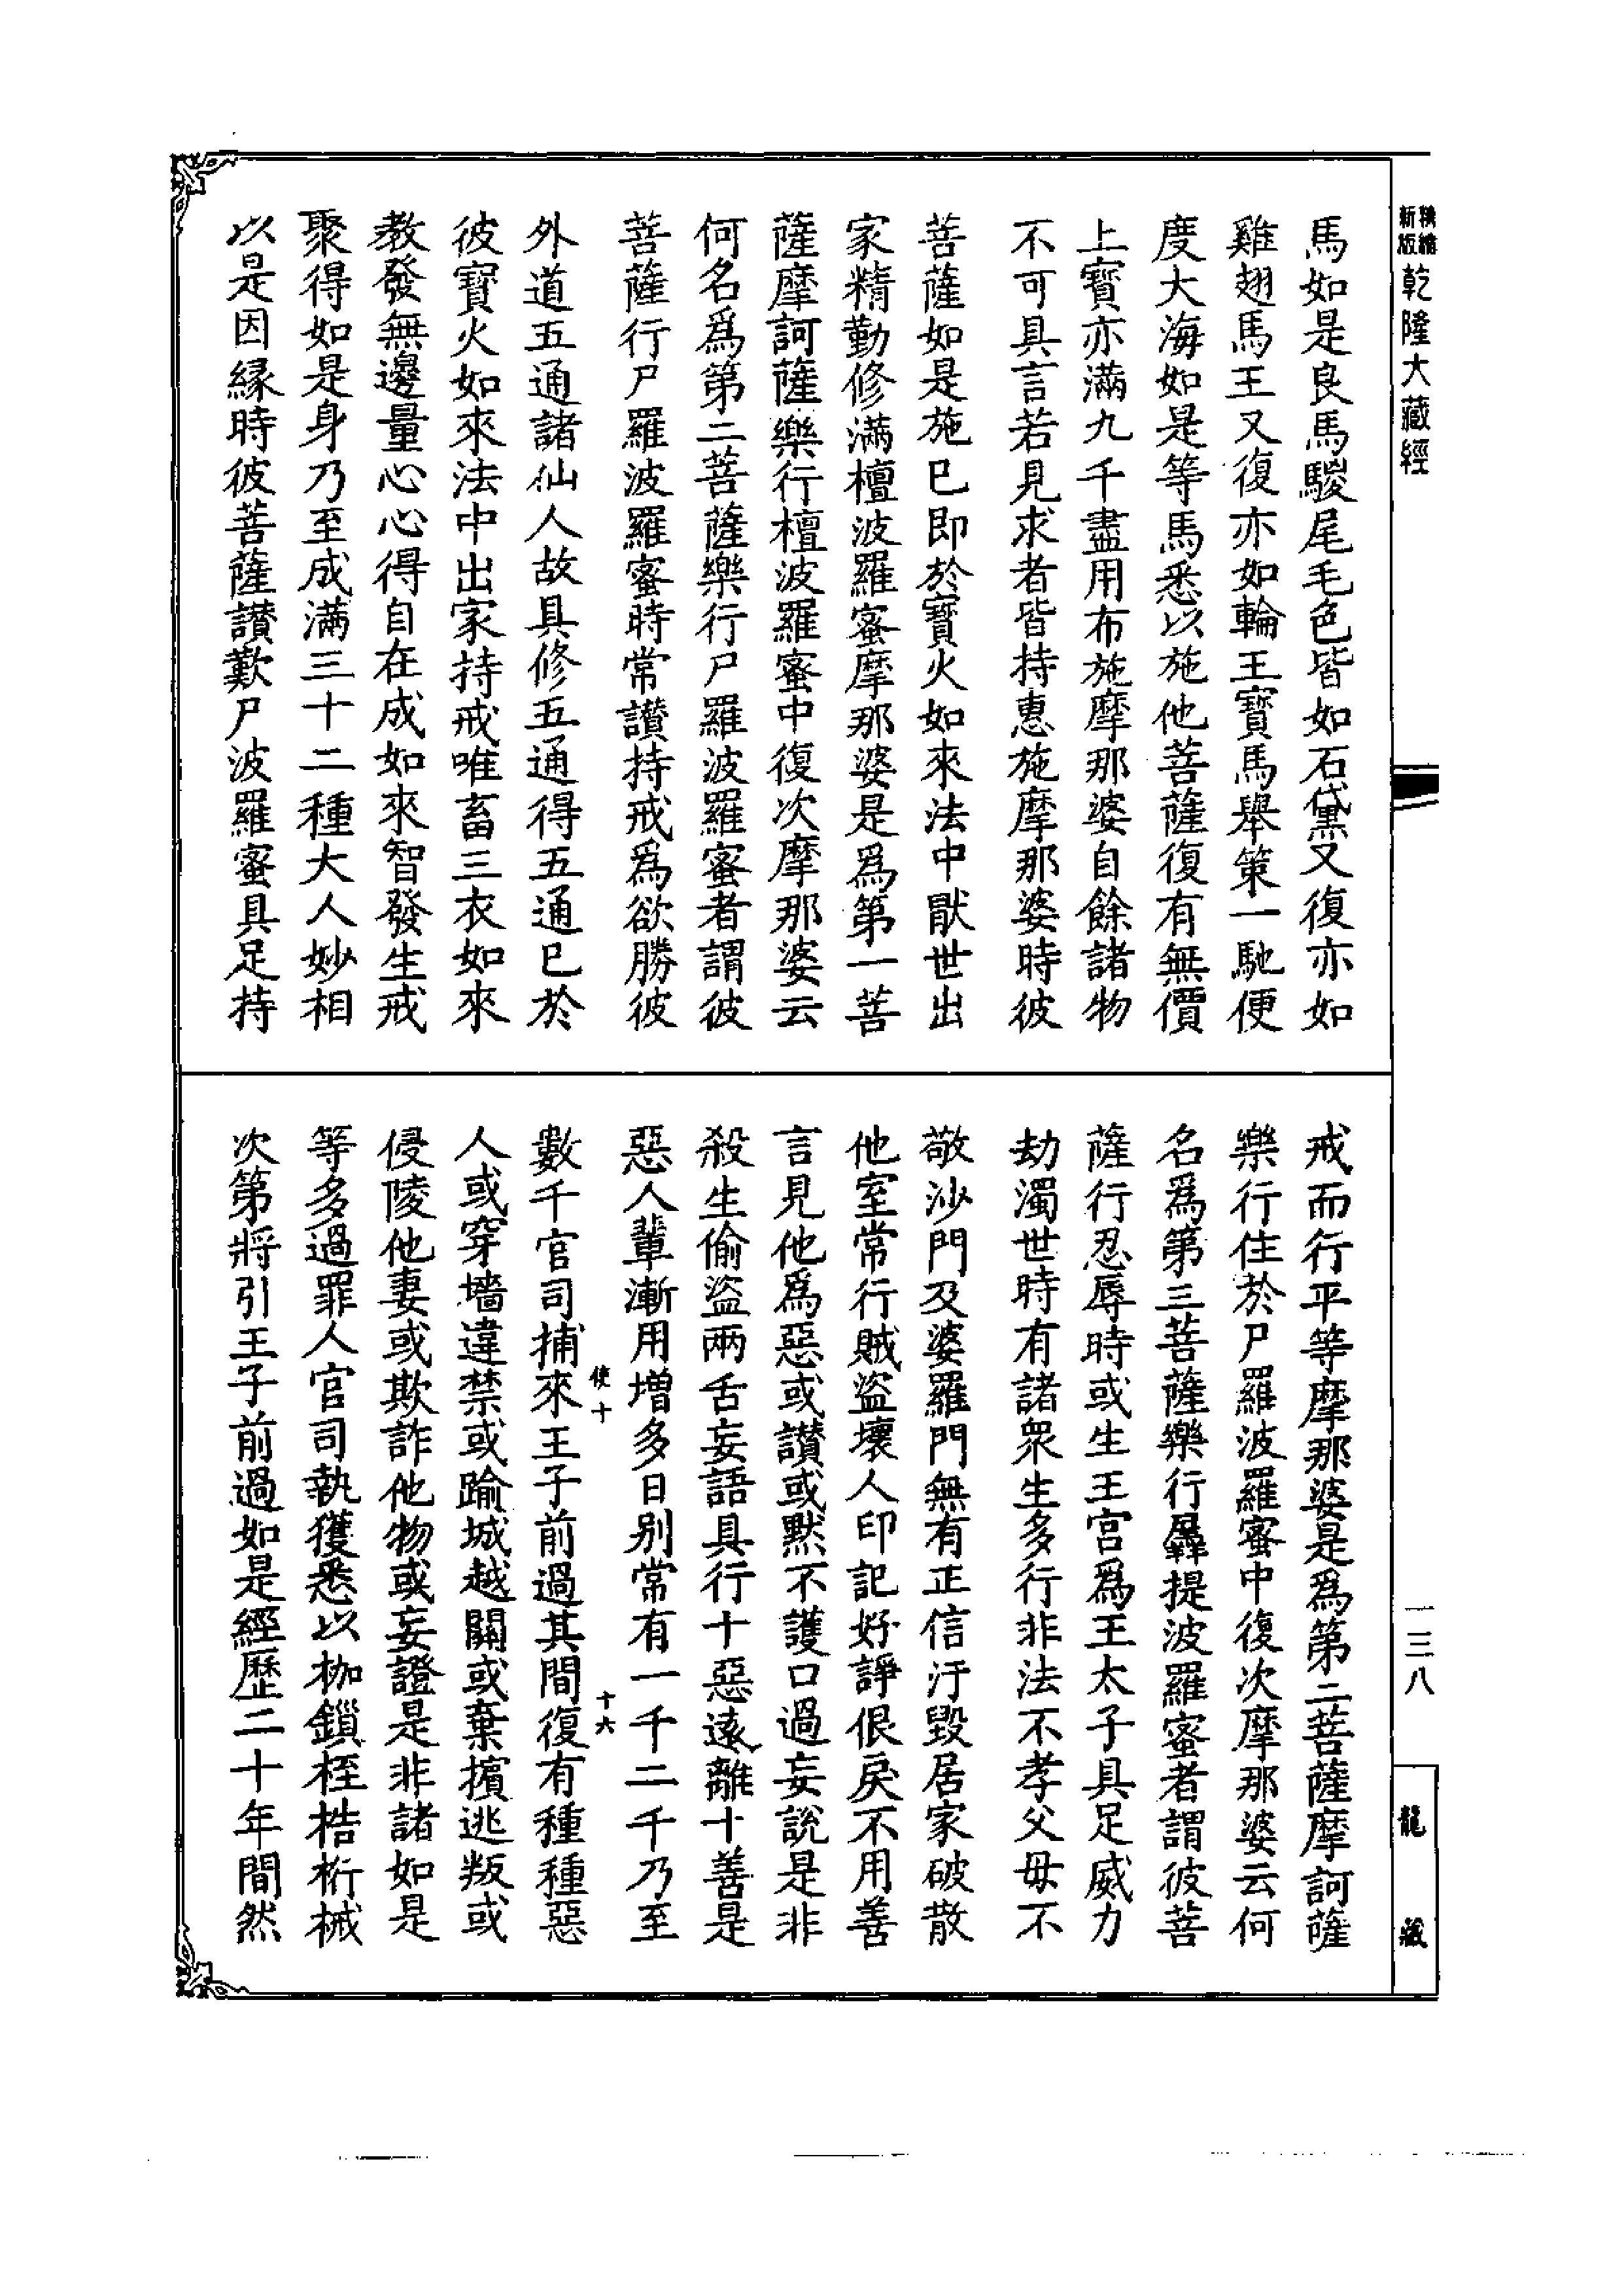 精繪新版
乾隆大藏經
馬如是良馬騣尾毛色皆如石黛又復亦如
雞翅馬王又復亦如輪王寶馬舉策一馳便
度大海如是等馬悉以施他菩薩復有無價
上寶亦滿九千盡用布施摩那婆自餘諸物
不可具言若見求者皆持惠施摩那婆時彼
菩薩如是施已即於寶火如來法中厭世出
家精勤修滿檀波羅蜜摩那婆是爲第一菩
薩摩訶薩樂行檀波羅蜜中復次摩那婆云
何名爲第二菩薩樂行尸羅波羅蜜者謂彼
菩薩行尸羅波羅蜜時常讃持戒爲欲勝彼
外道五通諸仙人故具修五通得五通已於
彼寶火如來法中出家持戒唯畜三衣如來
教發無邊量心心得自在成如來智發生戒
聚得如是身乃至成滿三十二種大人妙相
以是因緣時彼菩薩讃歎尸波羅蜜具足持
戒而行平等摩那婆是爲第二菩薩摩訶薩
樂行住於尸羅波羅蜜中復次摩那婆云何
名爲第三菩薩樂行羼提波羅蜜者謂彼菩
薩行忍辱時或生王宮爲王太子具足威力
劫濁世時有諸眾生多行非法不孝父母不
敬沙門及婆羅門無有正信汙毀居家破散
他室常行賊盜壞人印記好諍佷戾不用善
言見他爲惡或讃或默不護口過妄說是非
殺生偷盜兩舌妄語具行十惡遠離十善是
惡人輩漸用增多日別常有一千二千乃至
使十
十六
數千官司捕來王子前過其間復有種種惡
人或穿墻違禁或踰城越關或棄擯逃叛或
侵陵他妻或欺詐他物或妄證是非諸如是
等多過罪人官司執獲悉以枷鎖桎梏桁械
次第將引王子前過如是經歷二十年間然
一三八
龍藏